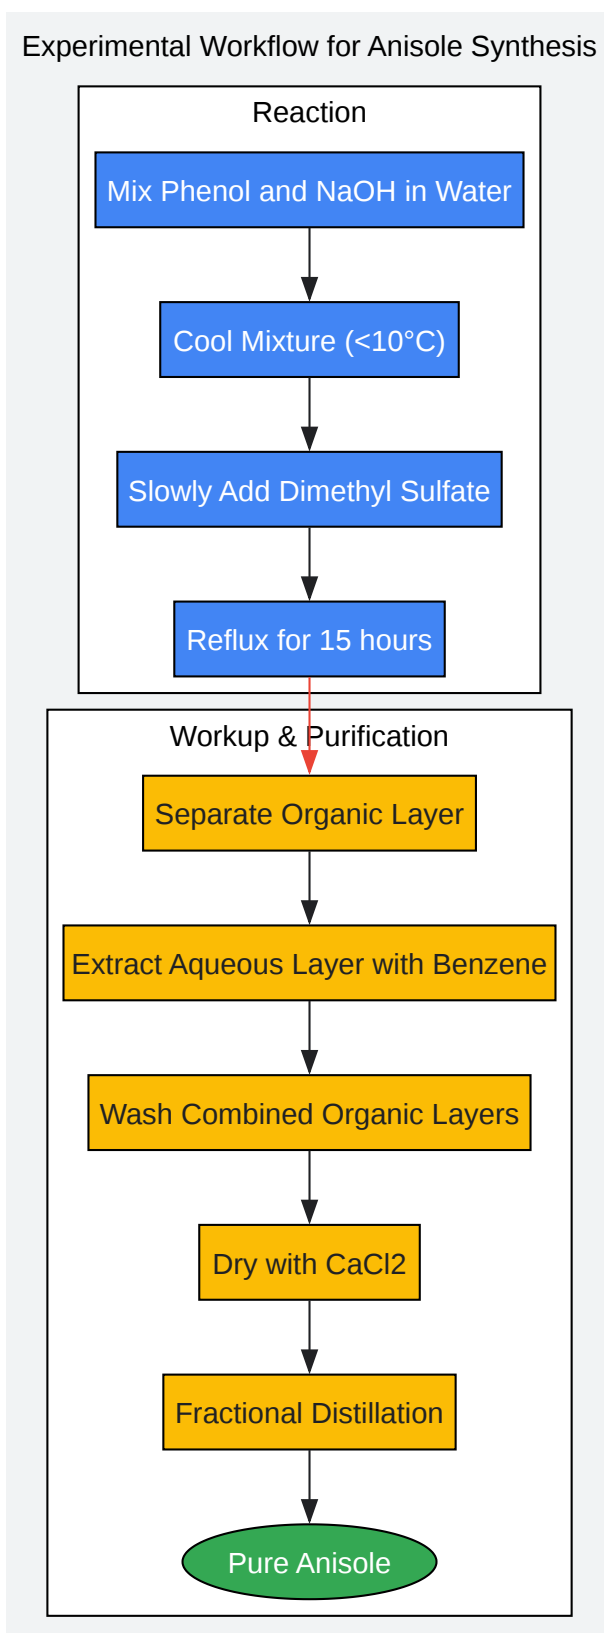 Experimental Workflow for Anisole Synthesis
Reaction
Mix Phenol and NaOH in Water
Cool Mixture (<10°C)
Slowly Add Dimethyl Sulfate
Reflux for 15 hours
Workup & Purification
Separate Organic Layer
Extract Aqueous Layer with Benzene
Wash Combined Organic Layers
Dry with CaCl2
Fractional Distillation
Pure Anisole